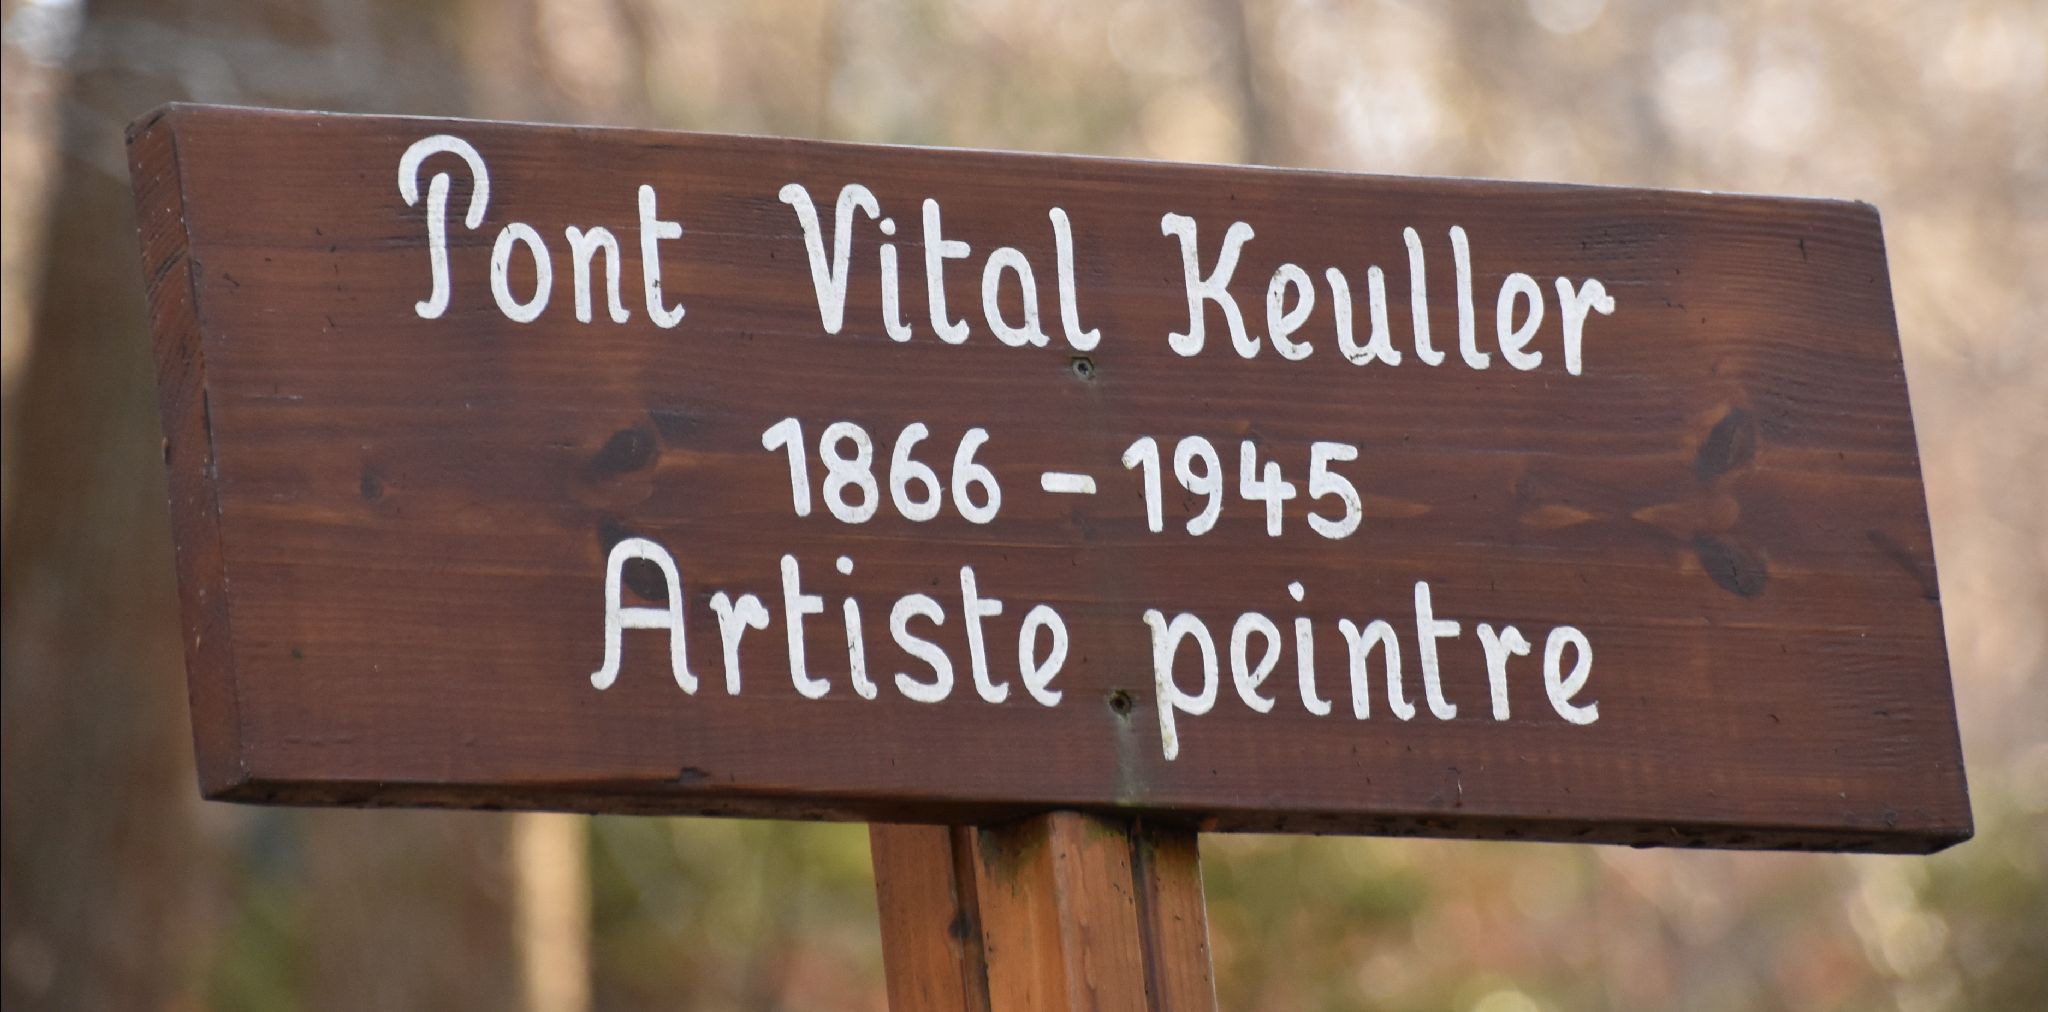 Pont Vital Keuller
1866 - 1945
Artiste peintre